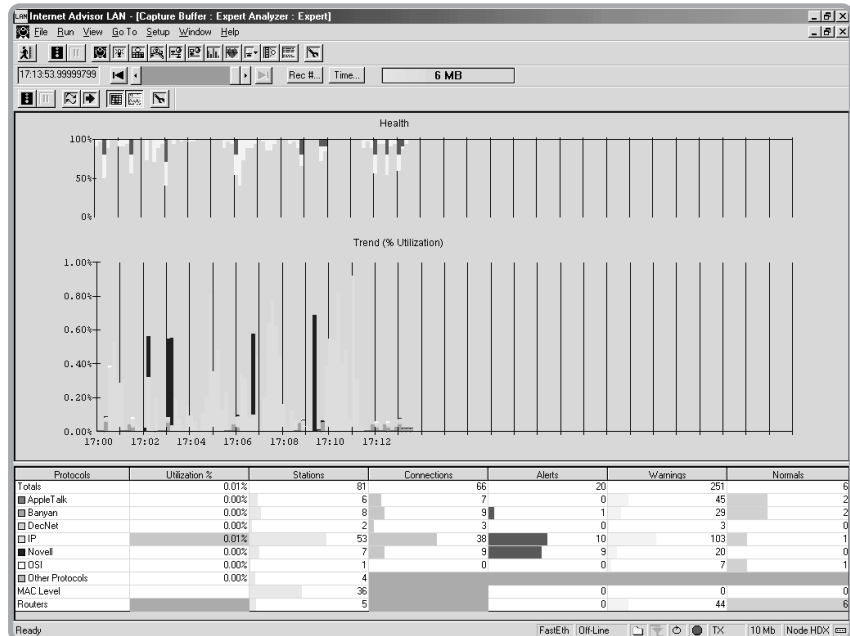 Internet Advisor LAN - [Capture Buffer : Expert Analyzer : Expert]
File Run View Go To Setup Window Help
17:13:53.99999799 Rec #... Time... 6 MB
Health
100%
50%
0%
Trend (% Utilization)
1.00%
0.80%
0.60%
0.40%
0.20%
0.00%
17:00 17:02 17:04 17:06 17:08 17:10 17:12
Protocols Utilization % Stations Connections Alerts Warnings Normals
Totals 0.01% 81 66 20 251 6
AppleTalk 0.00% 6 7 0 45 2
Banyan 0.00% 8 9 1 29 2
DecNet 0.00% 2 3 0 3 0
IP 0.01% 53 38 10 103 1
Novell 0.00% 7 9 9 20 0
OSI 0.00% 1 0 0 7 1
Other Protocols 0.00% 4
MAC Level 36 0 0 0
Routers 5 0 44 6
Ready FastEth Off-Line TX 10 Mb Node HDX